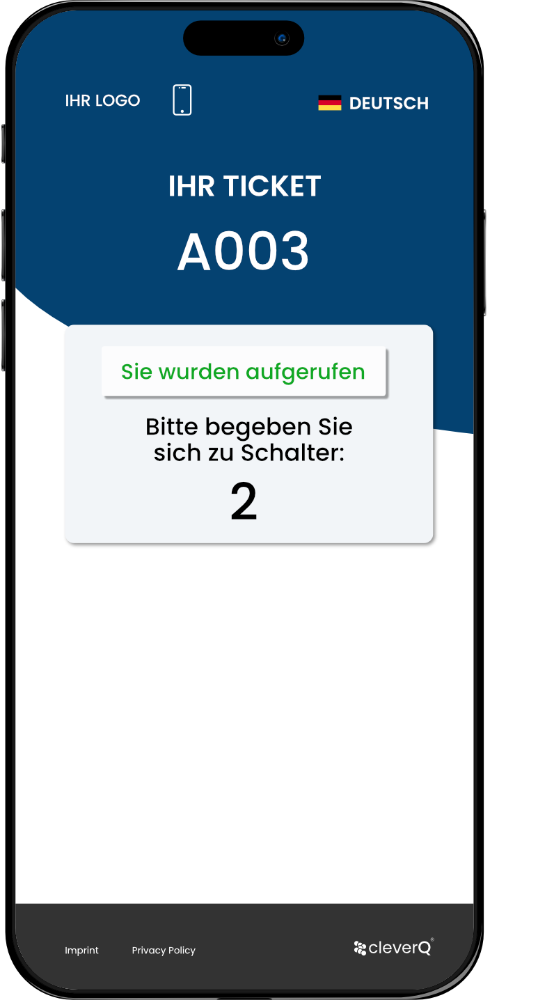 IHR LOGO
DEUTSCH
IHR TICKET
A003
Sie wurden aufgerufen
Bitte begeben Sie
sich zu Schalter:
2
Imprint
Privacy Policy
cleverQ®